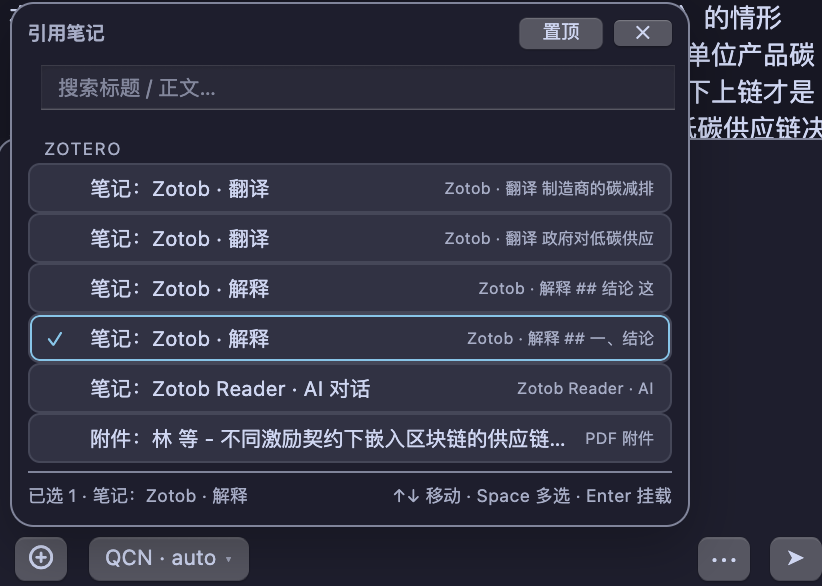 引用笔记
置顶
的情形
单位产品碳
搜索标题 / 正文...
下上链才是
低碳供应链决
ZOTERO
笔记：Zotob · 翻译 Zotob · 翻译 制造商的碳减排
笔记：Zotob · 翻译 Zotob · 翻译 政府对低碳供应
笔记：Zotob · 解释 Zotob · 解释 ## 结论 这
✓ 笔记：Zotob · 解释 Zotob · 解释 ## 一、结论
笔记：Zotob Reader · AI 对话 Zotob Reader · AI
附件：林 等 - 不同激励契约下嵌入区块链的供应链... PDF 附件
已选 1 · 笔记：Zotob · 解释 ↑↓ 移动 · Space 多选 · Enter 挂载
QCN · auto